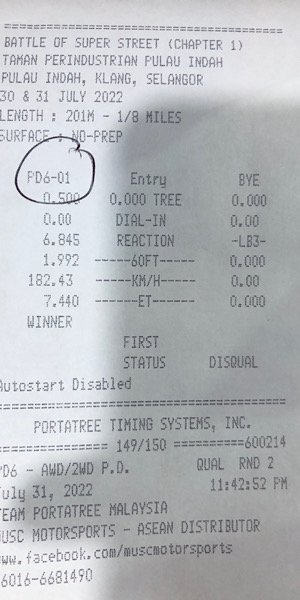 =================================
BATTLE OF SUPER STREET (CHAPTER 1)
TAMAN PERINDUSTRIAN PULAU INDAH
PULAU INDAH, KLANG, SELANGOR
30 & 31 JULY 2022
LENGTH : 201M - 1/8 MILES
SURFACE : NO-PREP
PD6-01 Entry BYE
0.500 0.000 TREE 0.000
0.00 DIAL-IN 0.00
6.845 REACTION -LB3-
1.992 -----60FT----- 0.000
182.43 -----KM/H----- 0.00
7.440 ------ET------ 0.000
WINNER
FIRST
STATUS DISQUAL
Autostart Disabled
=================================
PORTATREE TIMING SYSTEMS, INC.
============== 149/150 ==========600214
PD6 - AWD/2WD P.D. QUAL RND 2
July 31, 2022 11:42:52 PM
TEAM PORTATREE MALAYSIA
MUSC MOTORSPORTS - ASEAN DISTRIBUTOR
www.facebook.com/muscmotorsports
6016-6681490